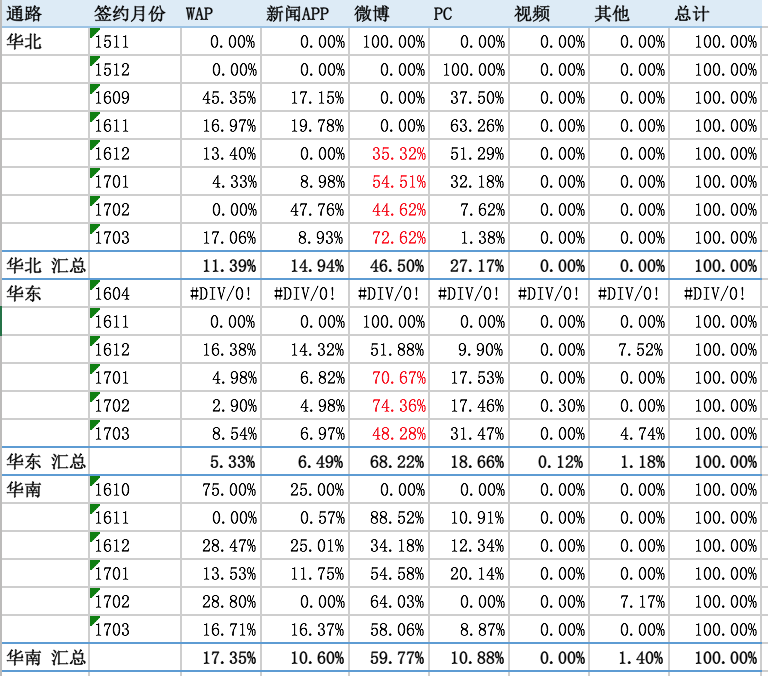 通路 签约月份 WAP 新闻APP 微博 PC 视频 其他 总计
华北 1511 0.00% 0.00% 100.00% 0.00% 0.00% 0.00% 100.00%
1512 0.00% 0.00% 0.00% 100.00% 0.00% 0.00% 100.00%
1609 45.35% 17.15% 0.00% 37.50% 0.00% 0.00% 100.00%
1611 16.97% 19.78% 0.00% 63.26% 0.00% 0.00% 100.00%
1612 13.40% 0.00% 35.32% 51.29% 0.00% 0.00% 100.00%
1701 4.33% 8.98% 54.51% 32.18% 0.00% 0.00% 100.00%
1702 0.00% 47.76% 44.62% 7.62% 0.00% 0.00% 100.00%
1703 17.06% 8.93% 72.62% 1.38% 0.00% 0.00% 100.00%
华北 汇总 11.39% 14.94% 46.50% 27.17% 0.00% 0.00% 100.00%
华东 1604 #DIV/0! #DIV/0! #DIV/0! #DIV/0! #DIV/0! #DIV/0! #DIV/0!
1611 0.00% 0.00% 100.00% 0.00% 0.00% 0.00% 100.00%
1612 16.38% 14.32% 51.88% 9.90% 0.00% 7.52% 100.00%
1701 4.98% 6.82% 70.67% 17.53% 0.00% 0.00% 100.00%
1702 2.90% 4.98% 74.36% 17.46% 0.30% 0.00% 100.00%
1703 8.54% 6.97% 48.28% 31.47% 0.00% 4.74% 100.00%
华东 汇总 5.33% 6.49% 68.22% 18.66% 0.12% 1.18% 100.00%
华南 1610 75.00% 25.00% 0.00% 0.00% 0.00% 0.00% 100.00%
1611 0.00% 0.57% 88.52% 10.91% 0.00% 0.00% 100.00%
1612 28.47% 25.01% 34.18% 12.34% 0.00% 0.00% 100.00%
1701 13.53% 11.75% 54.58% 20.14% 0.00% 0.00% 100.00%
1702 28.80% 0.00% 64.03% 0.00% 0.00% 7.17% 100.00%
1703 16.71% 16.37% 58.06% 8.87% 0.00% 0.00% 100.00%
华南 汇总 17.35% 10.60% 59.77% 10.88% 0.00% 1.40% 100.00%